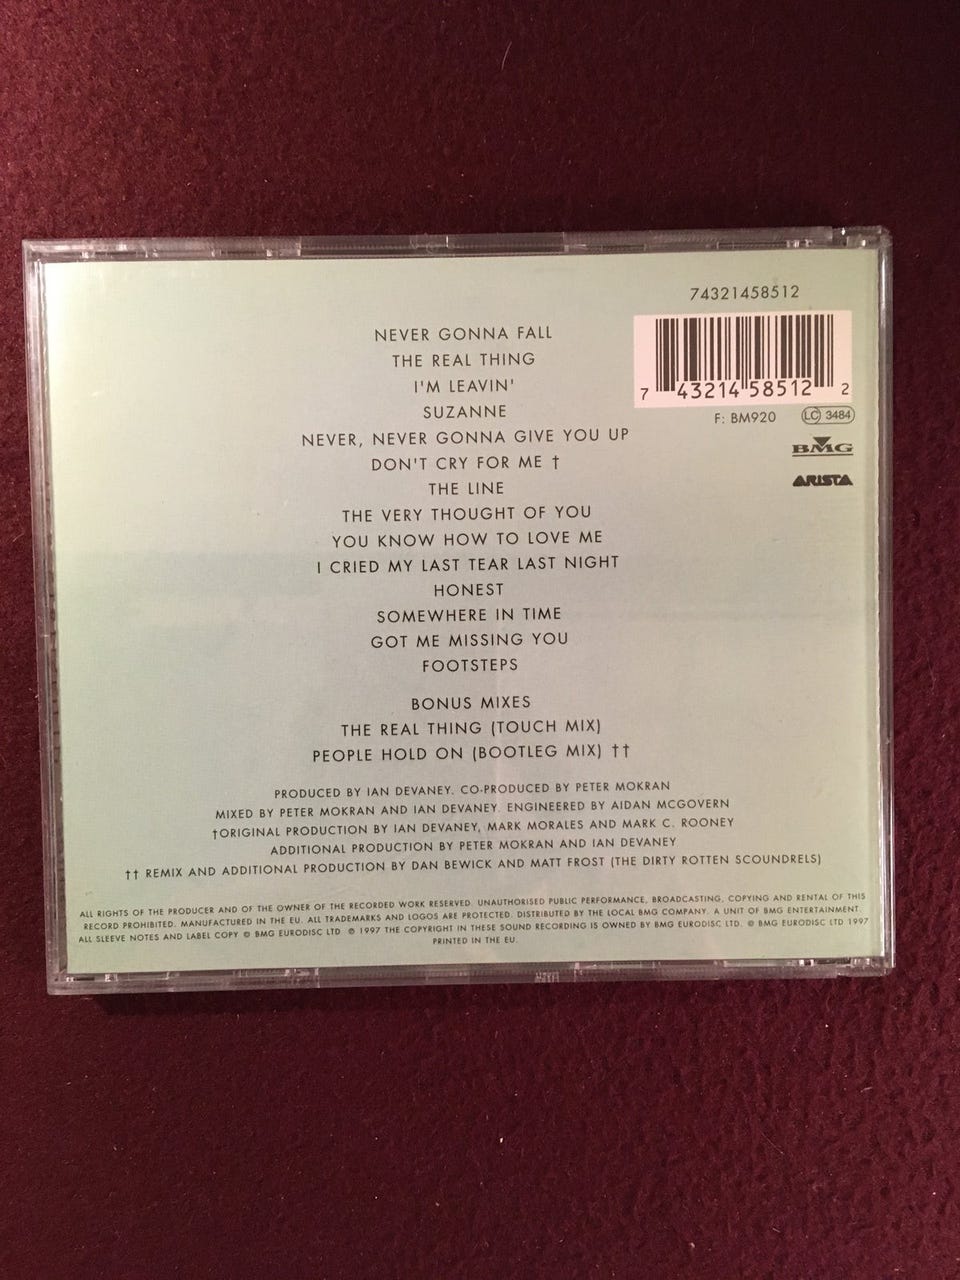 74321458512
7 43214 58512 2
F: BM920 LC 3484
BMG
ARISTA
NEVER GONNA FALL
THE REAL THING
I'M LEAVIN'
SUZANNE
NEVER, NEVER GONNA GIVE YOU UP
DON'T CRY FOR ME †
THE LINE
THE VERY THOUGHT OF YOU
YOU KNOW HOW TO LOVE ME
I CRIED MY LAST TEAR LAST NIGHT
HONEST
SOMEWHERE IN TIME
GOT ME MISSING YOU
FOOTSTEPS
BONUS MIXES
THE REAL THING (TOUCH MIX)
PEOPLE HOLD ON (BOOTLEG MIX) ††
PRODUCED BY IAN DEVANEY. CO-PRODUCED BY PETER MOKRAN
MIXED BY PETER MOKRAN AND IAN DEVANEY. ENGINEERED BY AIDAN MCGOVERN
†ORIGINAL PRODUCTION BY IAN DEVANEY, MARK MORALES AND MARK C. ROONEY
ADDITIONAL PRODUCTION BY PETER MOKRAN AND IAN DEVANEY
†† REMIX AND ADDITIONAL PRODUCTION BY DAN BEWICK AND MATT FROST (THE DIRTY ROTTEN SCOUNDRELS)
ALL RIGHTS OF THE PRODUCER AND OF THE OWNER OF THE RECORDED WORK RESERVED. UNAUTHORISED PUBLIC PERFORMANCE, BROADCASTING, COPYING AND RENTAL OF THIS
RECORD PROHIBITED. MANUFACTURED IN THE EU. ALL TRADEMARKS AND LOGOS ARE PROTECTED. DISTRIBUTED BY THE LOCAL BMG COMPANY. A UNIT OF BMG ENTERTAINMENT.
ALL SLEEVE NOTES AND LABEL COPY © BMG EURODISC LTD ℗ 1997 THE COPYRIGHT IN THESE SOUND RECORDING IS OWNED BY BMG EURODISC LTD. © BMG EURODISC LTD 1997
PRINTED IN THE EU.